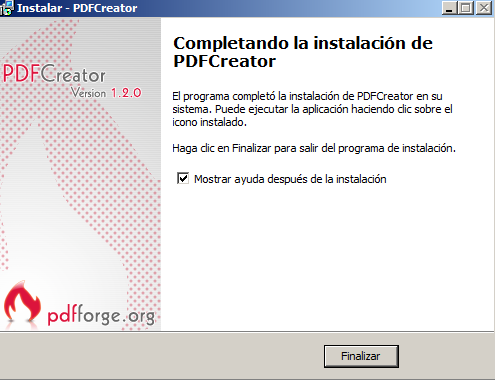 Instalar - PDFCreator
PDFCreator
Version 1.2.0
pdfforge.org
Completando la instalación de
PDFCreator
El programa completó la instalación de PDFCreator en su
sistema. Puede ejecutar la aplicación haciendo clic sobre el
icono instalado.
Haga clic en Finalizar para salir del programa de instalación.
Mostrar ayuda después de la instalación
Finalizar